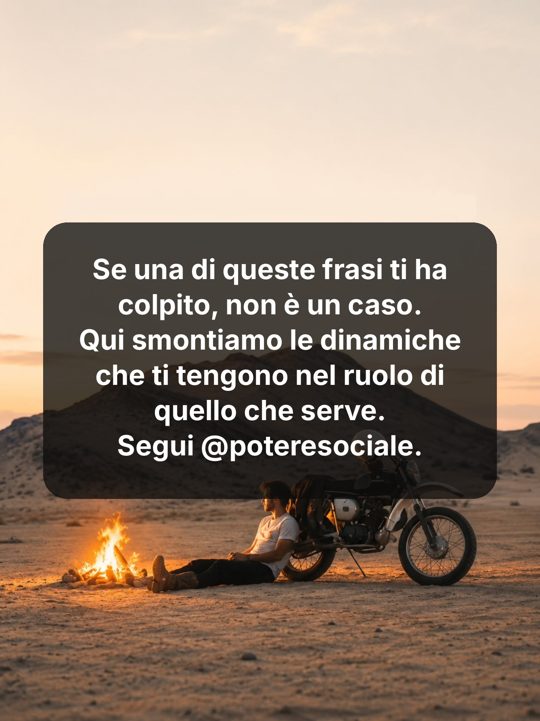 Se una di queste frasi ti ha
colpito, non è un caso.
Qui smontiamo le dinamiche
che ti tengono nel ruolo di
quello che serve.
Segui @poteresociale.